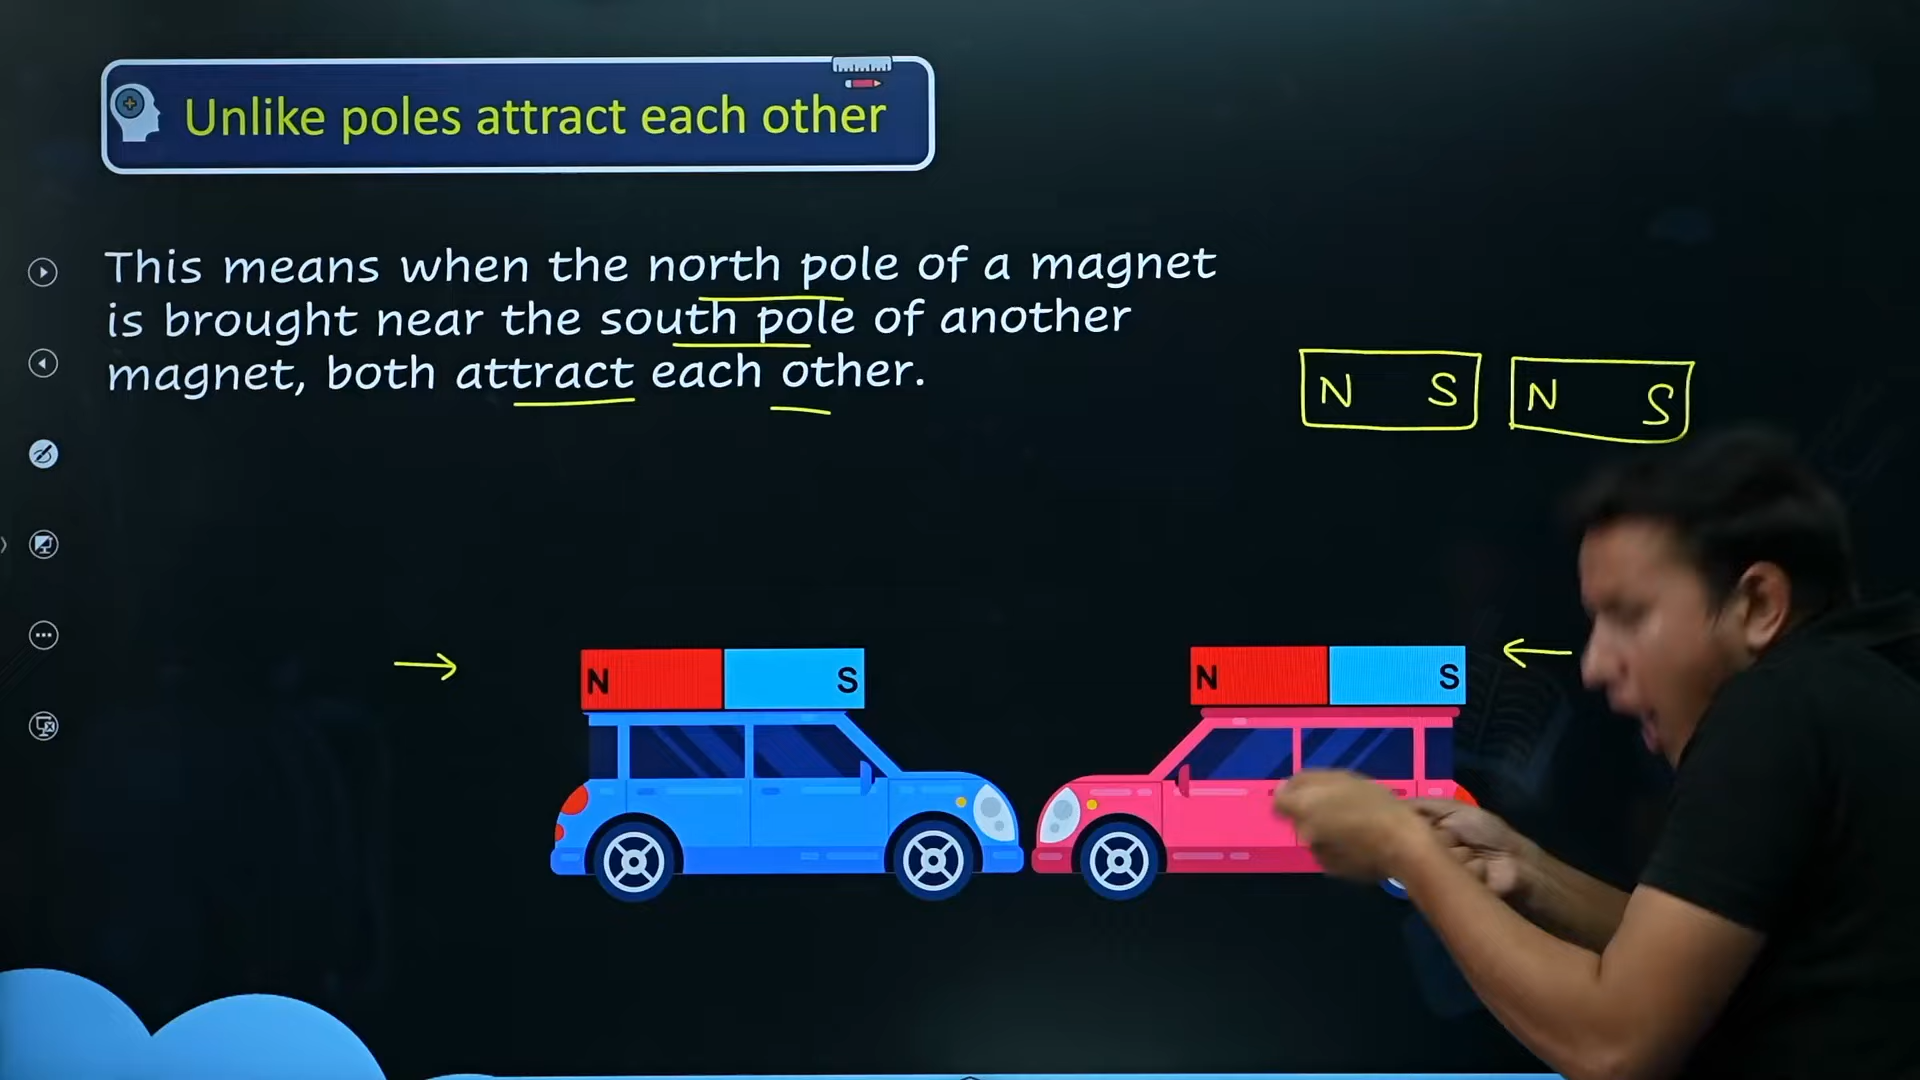 Unlike poles attract each other
This means when the north pole of a magnet
is brought near the south pole of another
magnet, both attract each other.
N S N S
N S N S